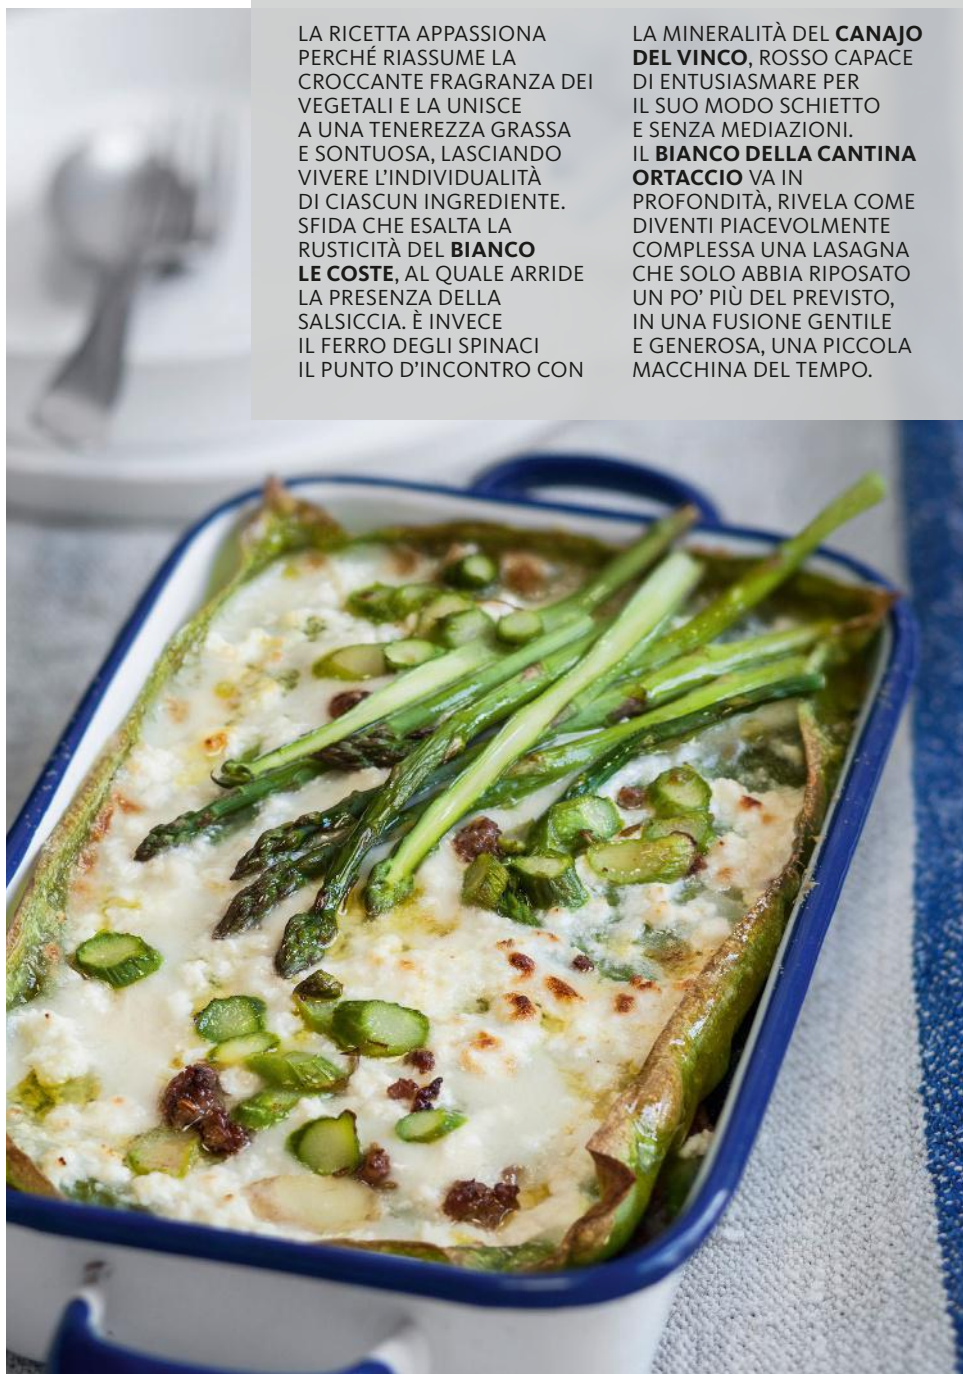 LA RICETTA APPASSIONA
PERCHÉ RIASSUME LA
CROCCANTE FRAGRANZA DEI
VEGETALI E LA UNISCE
A UNA TENEREZZA GRASSA
E SONTUOSA, LASCIANDO
VIVERE L'INDIVIDUALITÀ
DI CIASCUN INGREDIENTE.
SFIDA CHE ESALTA LA
RUSTICITÀ DEL BIANCO
LE COSTE, AL QUALE ARRIDE
LA PRESENZA DELLA
SALSICCIA. È INVECE
IL FERRO DEGLI SPINACI
IL PUNTO D'INCONTRO CON
LA MINERALITÀ DEL CANAJO
DEL VINCO, ROSSO CAPACE
DI ENTUSIASMARE PER
IL SUO MODO SCHIETTO
E SENZA MEDIAZIONI.
IL BIANCO DELLA CANTINA
ORTACCIO VA IN
PROFONDITÀ, RIVELA COME
DIVENTI PIACEVOLMENTE
COMPLESSA UNA LASAGNA
CHE SOLO ABBIA RIPOSATO
UN PO' PIÙ DEL PREVISTO,
IN UNA FUSIONE GENTILE
E GENEROSA, UNA PICCOLA
MACCHINA DEL TEMPO.